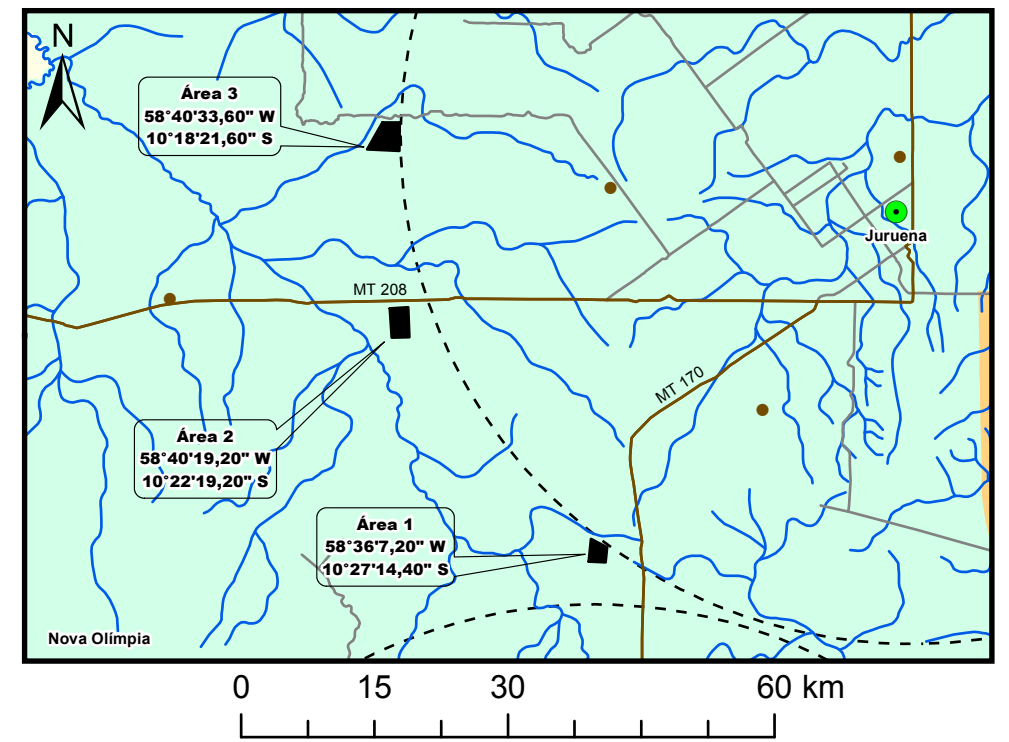 N
Área 3
58°40'33,60" W
10°18'21,60" S
Juruena
MT 208
MT 170
Área 2
58°40'19,20" W
10°22'19,20" S
Área 1
58°36'7,20" W
10°27'14,40" S
Nova Olímpia
0 15 30 60 km